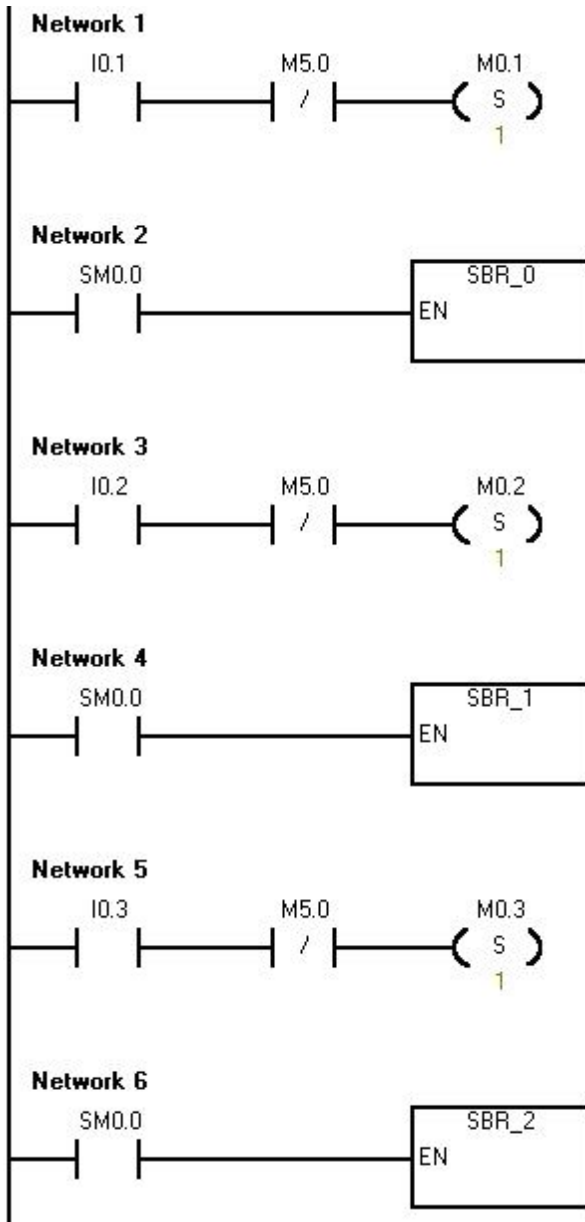 Network 1
I0.1 M5.0 M0.1
/ S
1
Network 2
SM0.0 SBR_0
EN
Network 3
I0.2 M5.0 M0.2
/ S
1
Network 4
SM0.0 SBR_1
EN
Network 5
I0.3 M5.0 M0.3
/ S
1
Network 6
SM0.0 SBR_2
EN